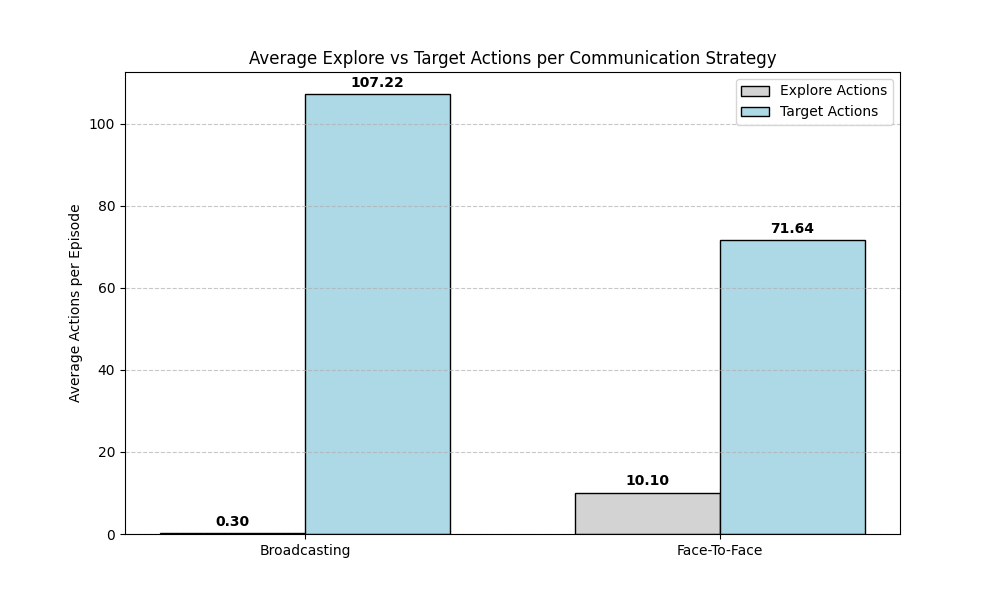 Average Explore vs Target Actions per Communication Strategy
107.22
Explore Actions
Target Actions
100
80
71.64
60
Average Actions per Episode
40
20
10.10
0.30
0
Broadcasting
Face-To-Face